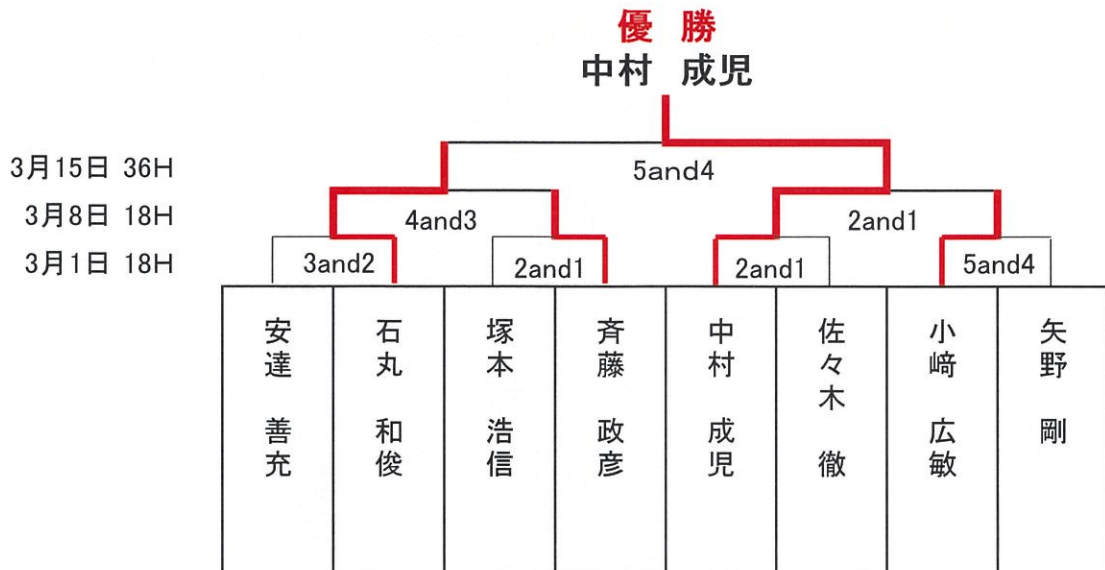 優 勝
中村 成児
3月15日 36H
5and4
3月8日 18H
4and3
2and1
3月1日 18H
3and2
2and1
2and1
5and4
安達 善充
石丸 和俊
塚本 浩信
斉藤 政彦
中村 成児
佐々木 徹
小﨑 広敏
矢野 剛